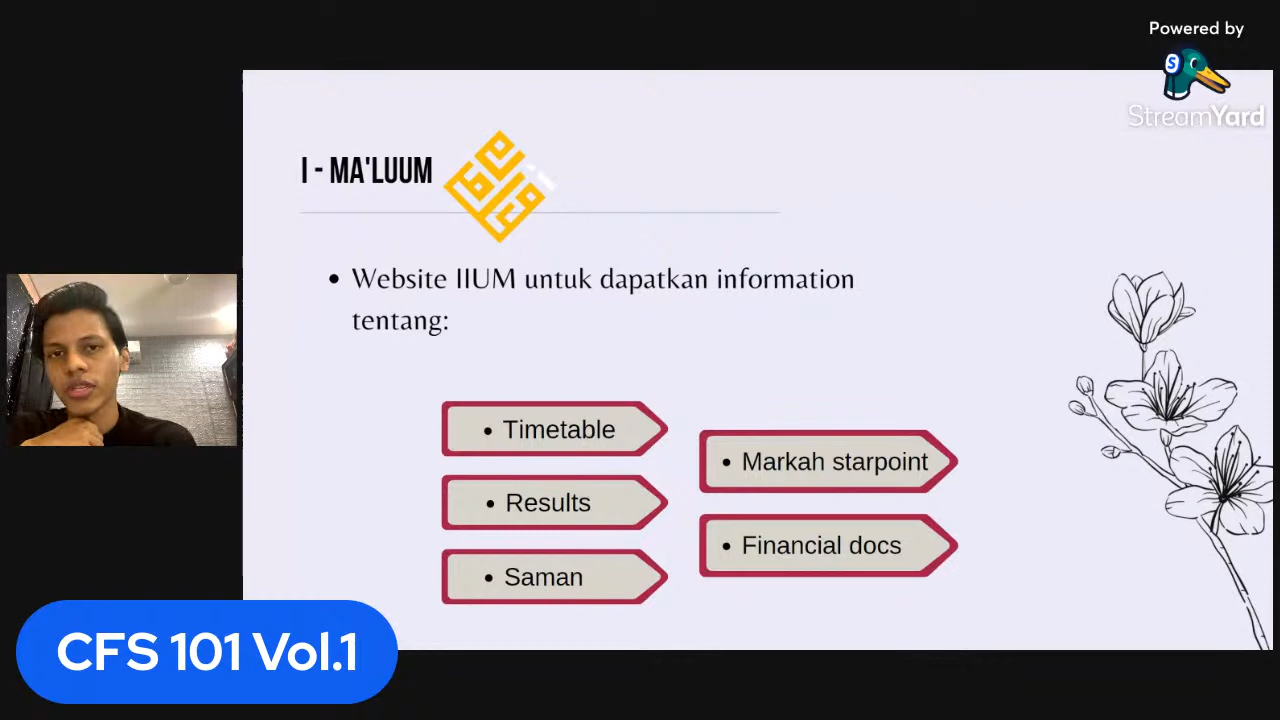 Powered by
StreamYard
I - MA'LUUM
• Website IIUM untuk dapatkan information
tentang:
• Timetable
• Results
• Saman
• Markah starpoint
• Financial docs
CFS 101 Vol.1